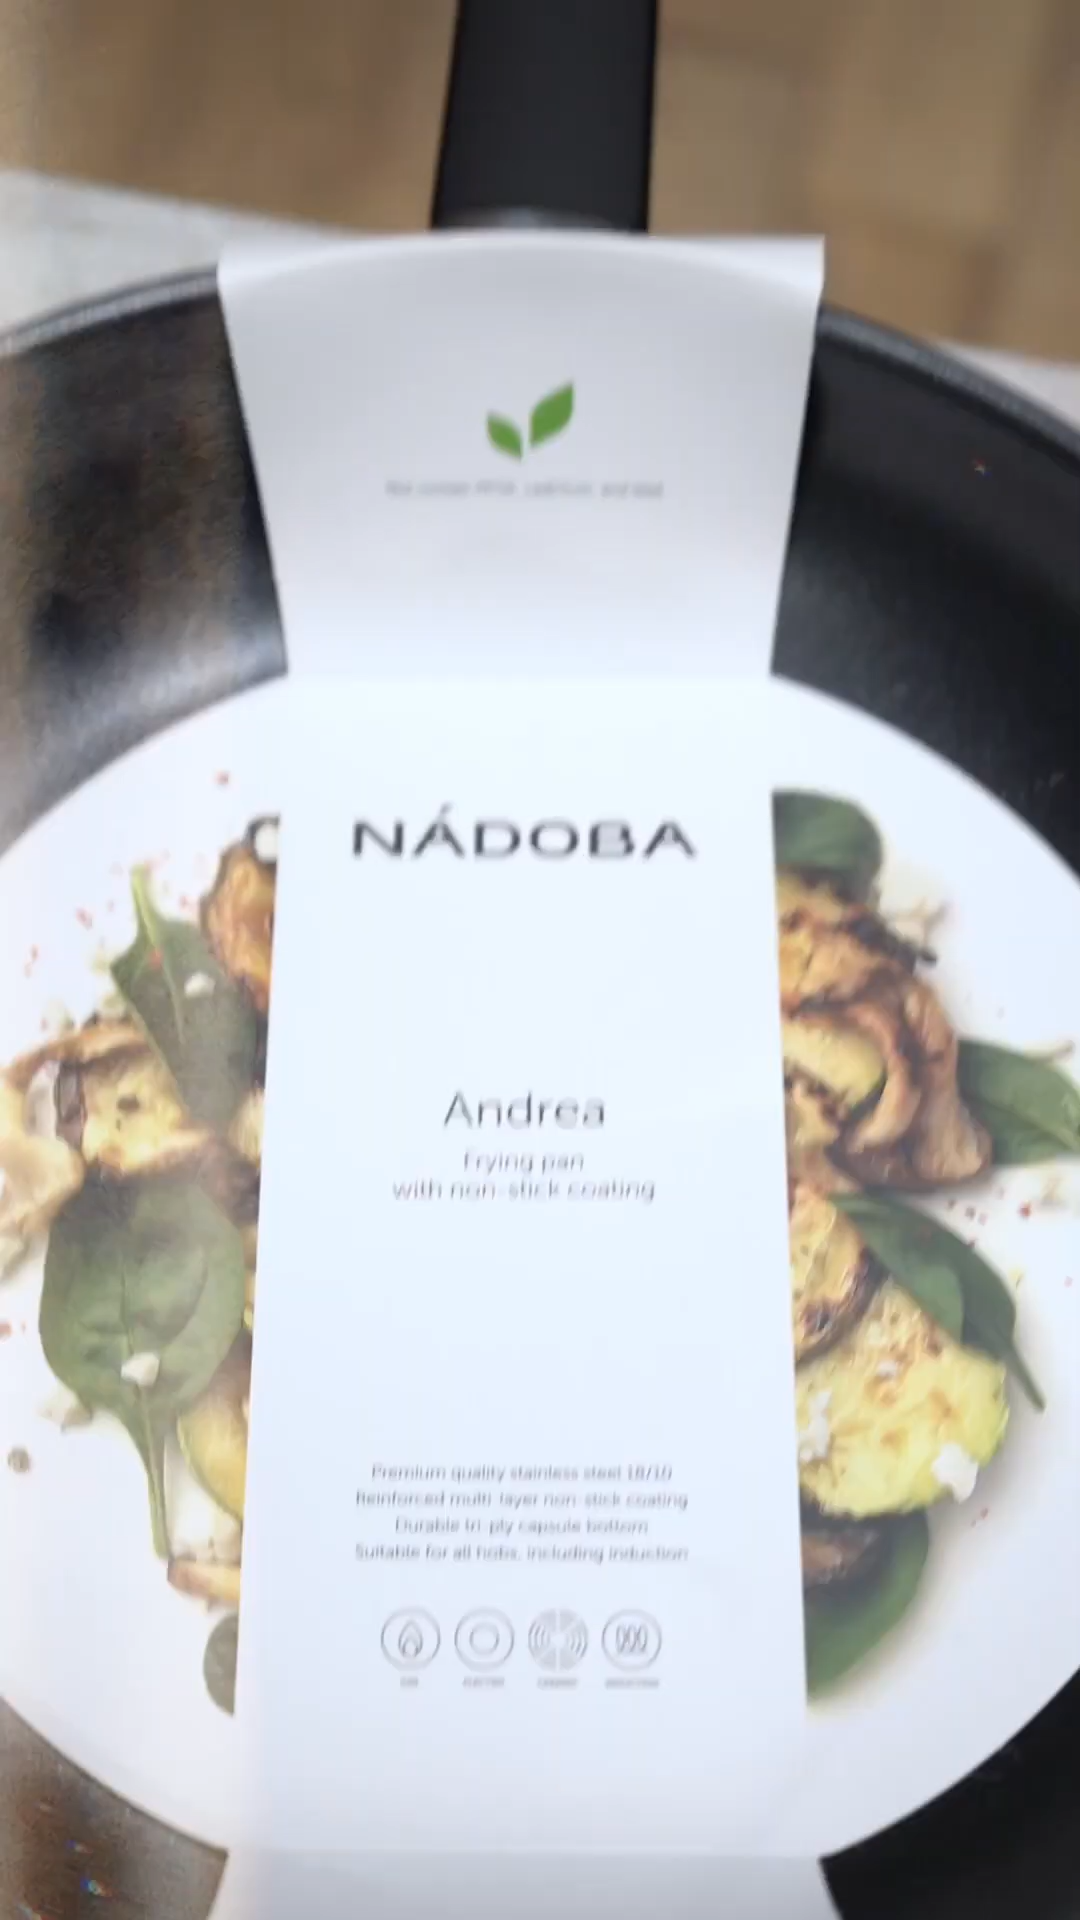 NÁDOBA
Andrea
Frying pan
with non-stick coating
Premium quality stainless steel 18/10
Reinforced multi-layer non-stick coating
Durable tri-ply capsule bottom
Suitable for all hobs, including induction